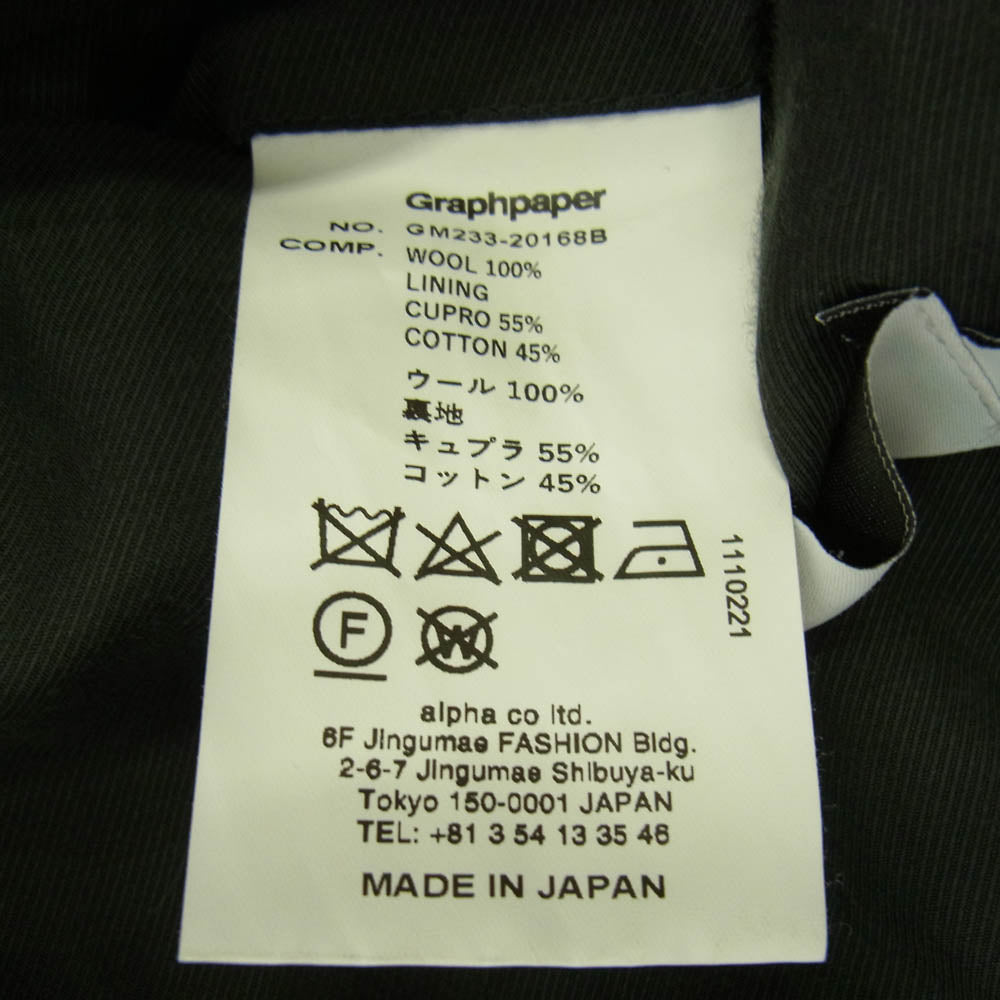 Graphpaper
NO. GM233-20168B
COMP. WOOL 100%
LINING
CUPRO 55%
COTTON 45%
ウール 100%
裏地
キュプラ 55%
コットン 45%
F
W
1110221
alpha co ltd.
6F Jingumae FASHION Bldg.
2-6-7 Jingumae Shibuya-ku
Tokyo 150-0001 JAPAN
TEL: +81 3 54 13 35 46
MADE IN JAPAN